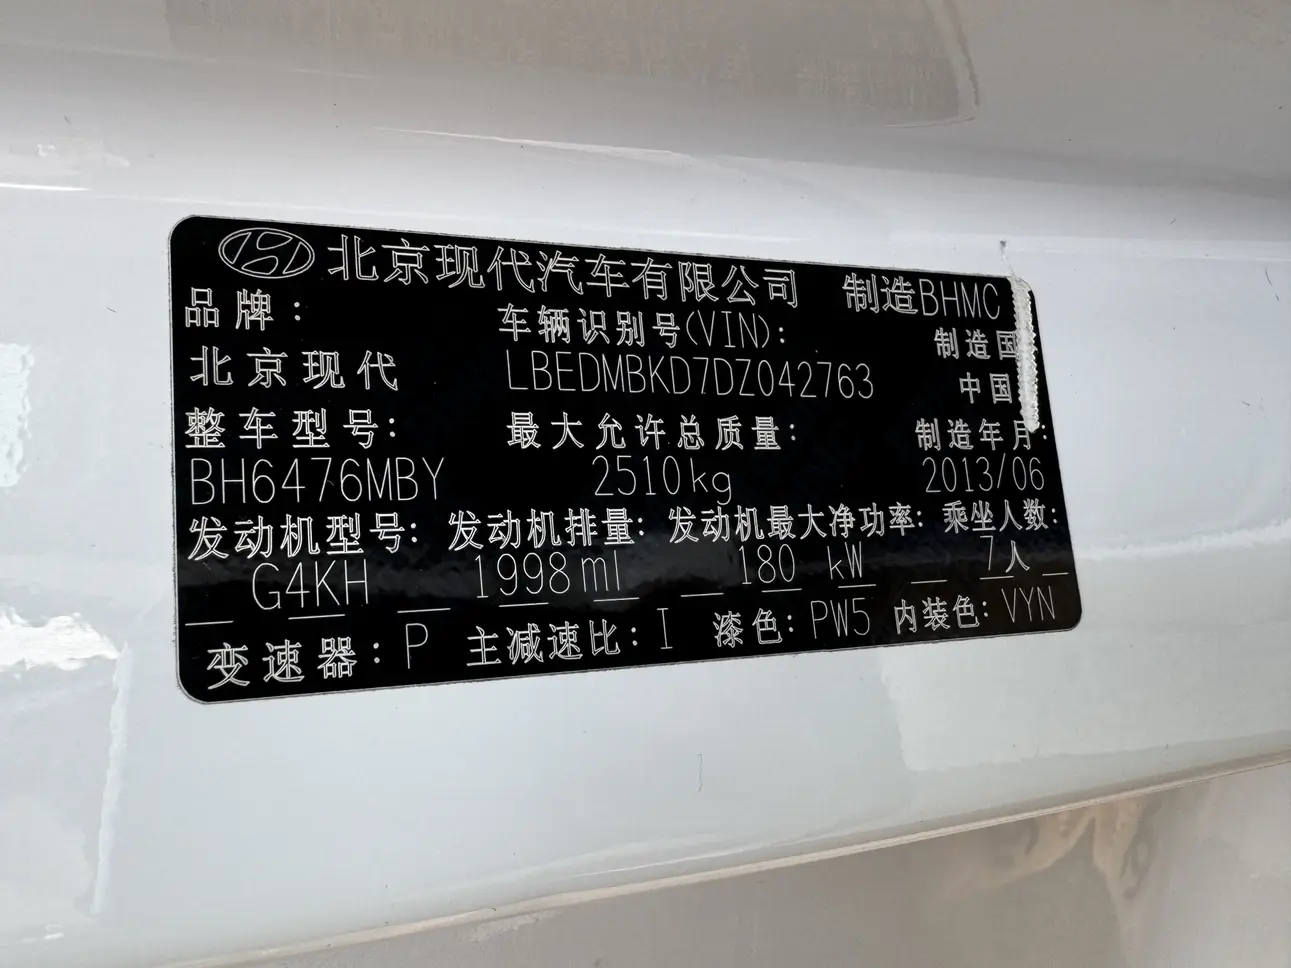 北京现代汽车有限公司 制造BHMC
品牌: 车辆识别号(VIN): 制造国
北京现代 LBEDMBKD7DZ042763 中国
整车型号: 最大允许总质量: 制造年月:
BH6476MBY 2510kg 2013/06
发动机型号: 发动机排量: 发动机最大净功率: 乘坐人数:
G4KH 1998ml 180 kW 7人
变速器:P 主减速比:I 漆色:PW5 内装色:VYN